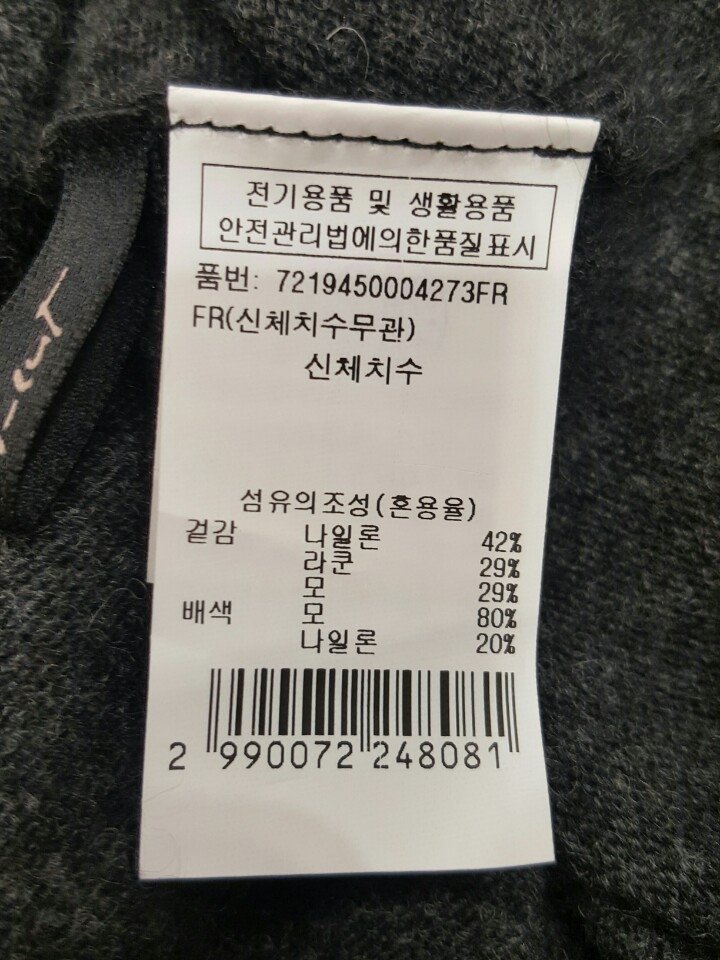 전기용품 및 생활용품
안전관리법에의한품질표시
품번: 7219450004273FR
FR(신체치수무관)
신체치수
섬유의조성(혼용율)
겉감 나일론 42%
라쿤 29%
모 29%
배색 모 80%
나일론 20%
2 990072 248081